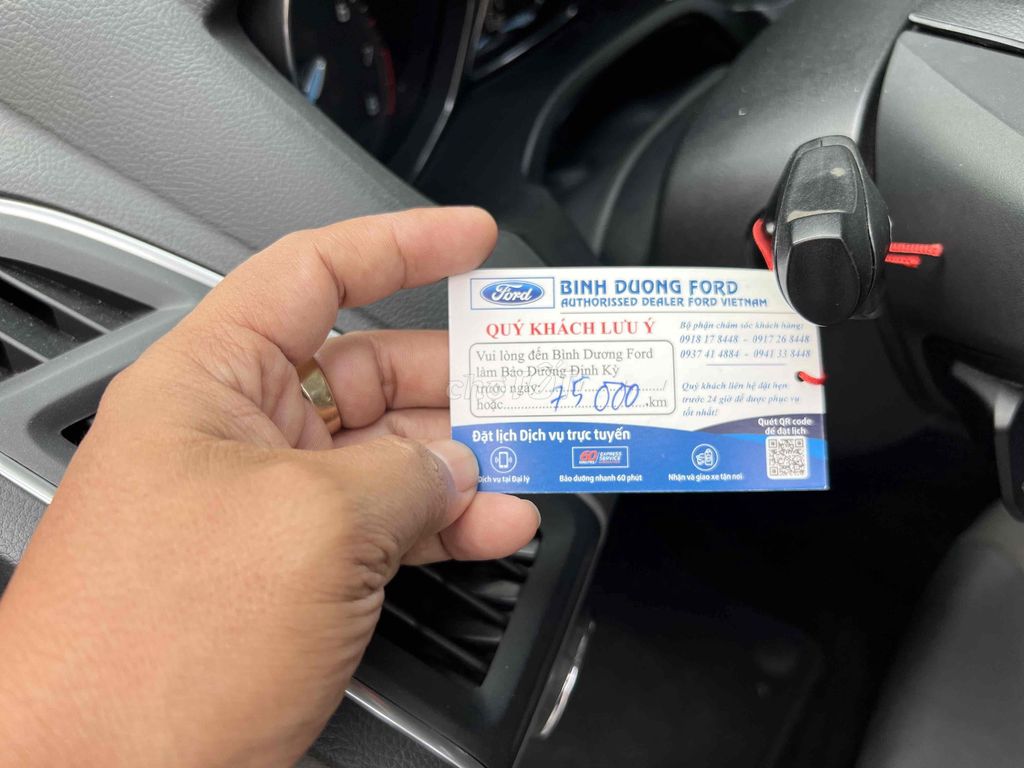 Ford
BINH DUONG FORD
AUTHORISSED DEALER FORD VIETNAM
QUÝ KHÁCH LƯU Ý
Vui lòng đến Bình Dương Ford
làm Bảo Dưỡng Định Kỳ
trước ngày:............/............/
hoặc............75 000............km
Bộ phận chăm sóc khách hàng:
0918 17 8448 - 0917 26 8448
0937 41 4884 - 0941 33 8448
Quý khách liên hệ đặt hẹn
trước 24 giờ để được phục vụ
tốt nhất!
Quét QR code
để đặt lịch
Đặt lịch Dịch vụ trực tuyến
60 EXPRESS SERVICE
Dịch vụ tại Đại lý
Bảo dưỡng nhanh 60 phút
Nhận và giao xe tận nơi